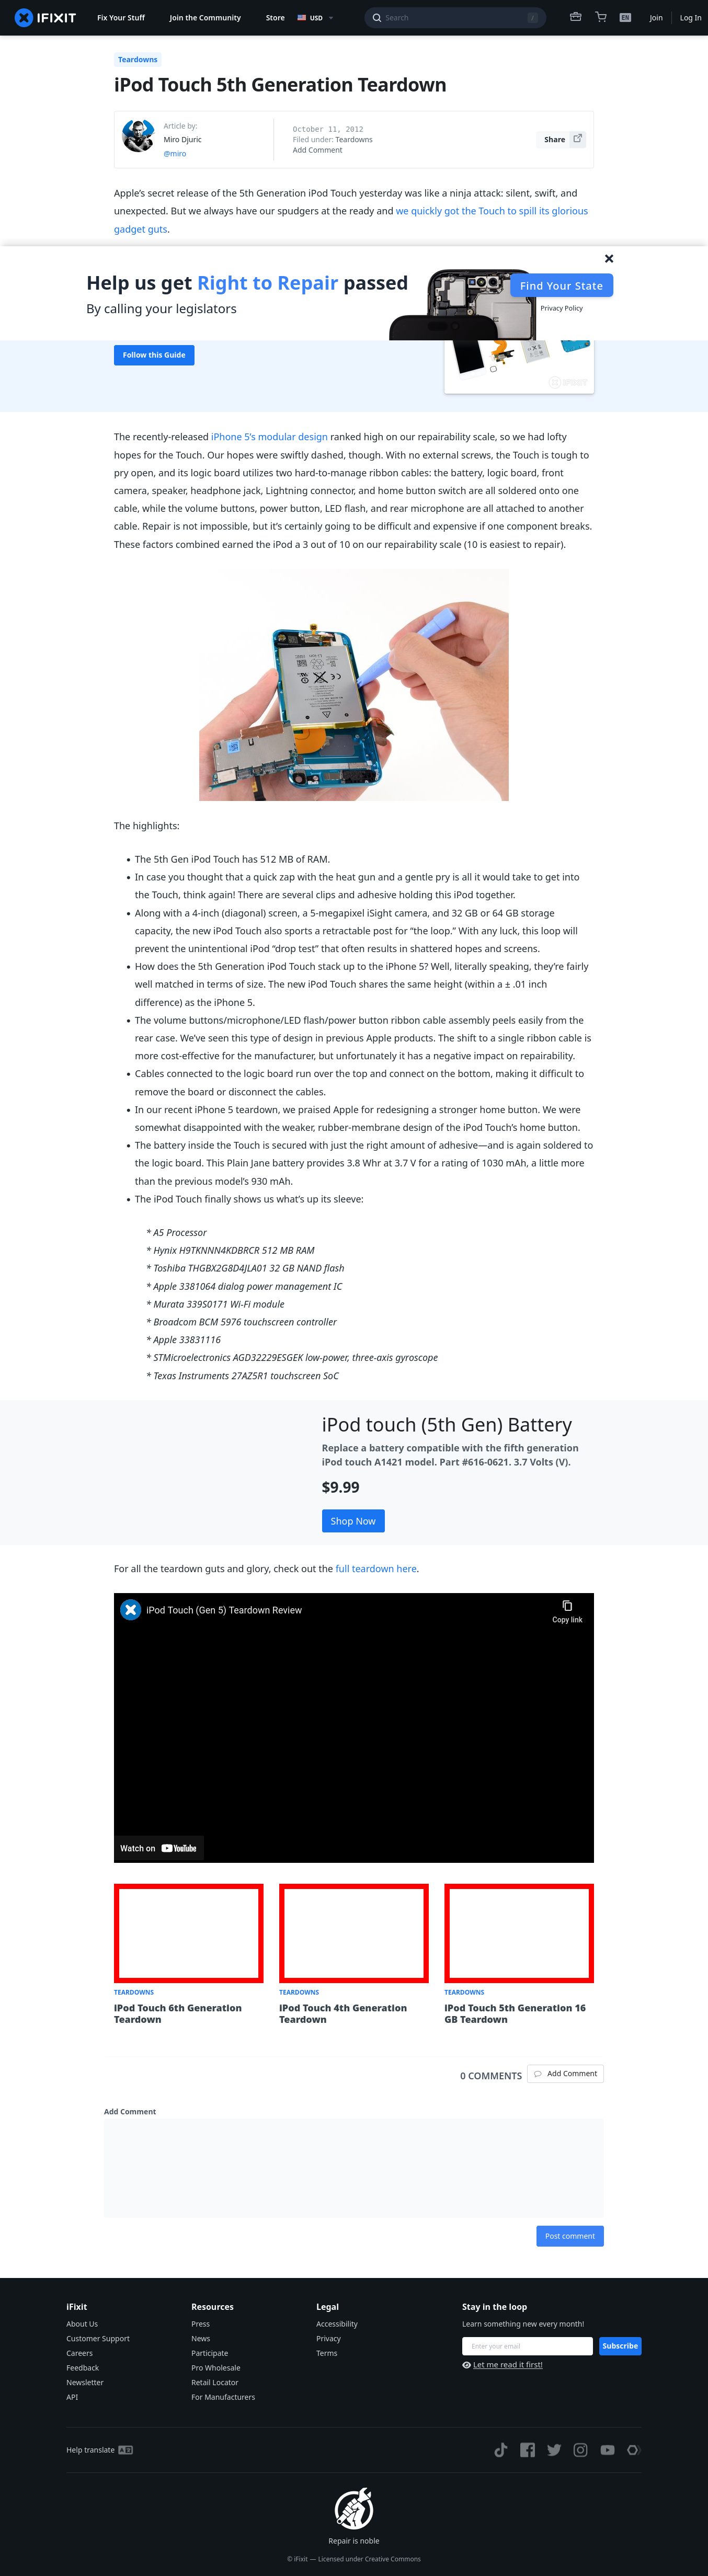 IFIXIT
Fix Your Stuff
Join the Community
Store
USD
Search
/
EN
Join
Log In
Teardowns
iPod Touch 5th Generation Teardown
Article by:
Miro Djuric
@miro
October 11, 2012
Filed under: Teardowns
Add Comment
Share
Apple’s secret release of the 5th Generation iPod Touch yesterday was like a ninja attack: silent, swift, and
unexpected. But we always have our spudgers at the ready and we quickly got the Touch to spill its glorious
gadget guts.
Help us get Right to Repair passed
By calling your legislators
Find Your State
Privacy Policy
Follow this Guide
IFIXIT
The recently-released iPhone 5’s modular design ranked high on our repairability scale, so we had lofty
hopes for the Touch. Our hopes were swiftly dashed, though. With no external screws, the Touch is tough to
pry open, and its logic board utilizes two hard-to-manage ribbon cables: the battery, logic board, front
camera, speaker, headphone jack, Lightning connector, and home button switch are all soldered onto one
cable, while the volume buttons, power button, LED flash, and rear microphone are all attached to another
cable. Repair is not impossible, but it’s certainly going to be difficult and expensive if one component breaks.
These factors combined earned the iPod a 3 out of 10 on our repairability scale (10 is easiest to repair).
The highlights:
• The 5th Gen iPod Touch has 512 MB of RAM.
• In case you thought that a quick zap with the heat gun and a gentle pry is all it would take to get into
the Touch, think again! There are several clips and adhesive holding this iPod together.
• Along with a 4-inch (diagonal) screen, a 5-megapixel iSight camera, and 32 GB or 64 GB storage
capacity, the new iPod Touch also sports a retractable post for “the loop.” With any luck, this loop will
prevent the unintentional iPod “drop test” that often results in shattered hopes and screens.
• How does the 5th Generation iPod Touch stack up to the iPhone 5? Well, literally speaking, they’re fairly
well matched in terms of size. The new iPod Touch shares the same height (within a ± .01 inch
difference) as the iPhone 5.
• The volume buttons/microphone/LED flash/power button ribbon cable assembly peels easily from the
rear case. We’ve seen this type of design in previous Apple products. The shift to a single ribbon cable is
more cost-effective for the manufacturer, but unfortunately it has a negative impact on repairability.
• Cables connected to the logic board run over the top and connect on the bottom, making it difficult to
remove the board or disconnect the cables.
• In our recent iPhone 5 teardown, we praised Apple for redesigning a stronger home button. We were
somewhat disappointed with the weaker, rubber-membrane design of the iPod Touch’s home button.
• The battery inside the Touch is secured with just the right amount of adhesive—and is again soldered to
the logic board. This Plain Jane battery provides 3.8 Whr at 3.7 V for a rating of 1030 mAh, a little more
than the previous model’s 930 mAh.
• The iPod Touch finally shows us what’s up its sleeve:
* A5 Processor
* Hynix H9TKNNN4KDBRCR 512 MB RAM
* Toshiba THGBX2G8D4JLA01 32 GB NAND flash
* Apple 3381064 dialog power management IC
* Murata 339S0171 Wi-Fi module
* Broadcom BCM 5976 touchscreen controller
* Apple 33831116
* STMicroelectronics AGD32229ESGEK low-power, three-axis gyroscope
* Texas Instruments 27AZ5R1 touchscreen SoC
iPod touch (5th Gen) Battery
Replace a battery compatible with the fifth generation
iPod touch A1421 model. Part #616-0621. 3.7 Volts (V).
$9.99
Shop Now
For all the teardown guts and glory, check out the full teardown here.
iPod Touch (Gen 5) Teardown Review
Copy link
Watch on YouTube
TEARDOWNS
iPod Touch 6th Generation
Teardown
TEARDOWNS
iPod Touch 4th Generation
Teardown
TEARDOWNS
iPod Touch 5th Generation 16
GB Teardown
0 COMMENTS
Add Comment
Add Comment
Post comment
iFixit
About Us
Customer Support
Careers
Feedback
Newsletter
API
Resources
Press
News
Participate
Pro Wholesale
Retail Locator
For Manufacturers
Legal
Accessibility
Privacy
Terms
Stay in the loop
Learn something new every month!
Enter your email
Subscribe
Let me read it first!
Help translate
Repair is noble
© iFixit — Licensed under Creative Commons